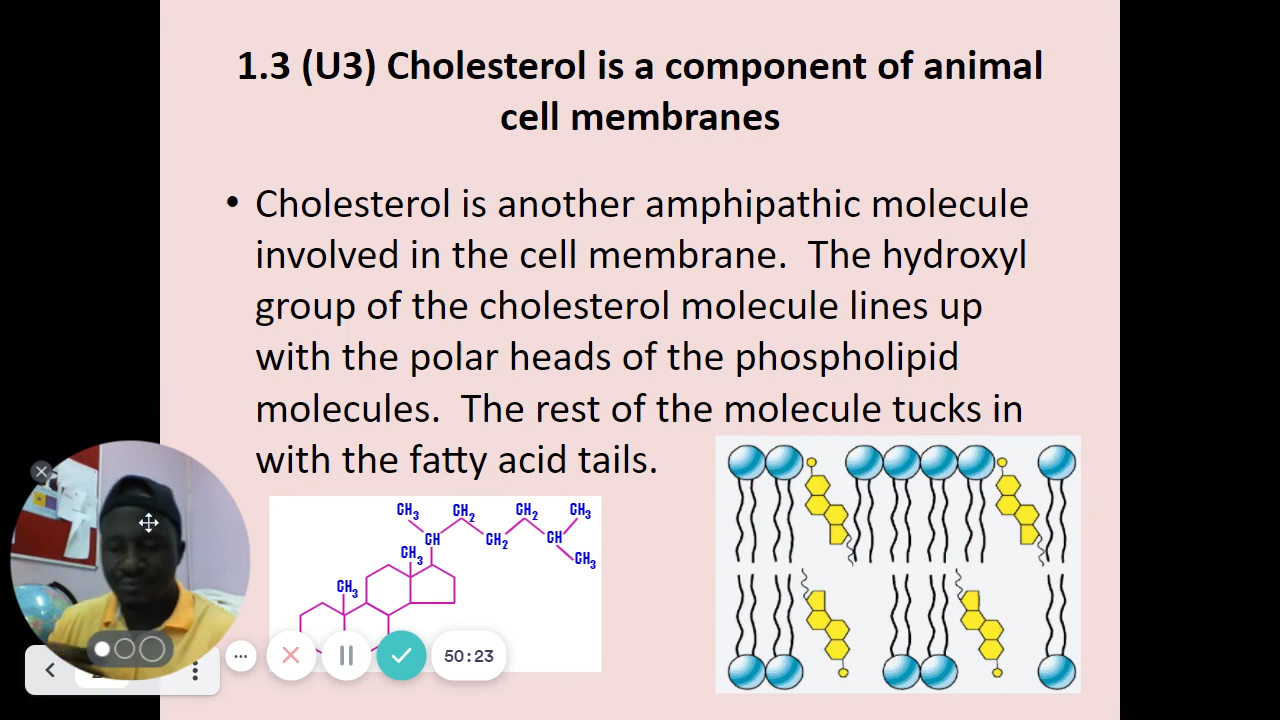 1.3 (U3) Cholesterol is a component of animal
cell membranes
• Cholesterol is another amphipathic molecule
involved in the cell membrane.  The hydroxyl
group of the cholesterol molecule lines up
with the polar heads of the phospholipid
molecules.  The rest of the molecule tucks in
with the fatty acid tails.
CH3 CH2 CH2 CH3
CH CH2 CH
CH3 CH3
CH3
50:23